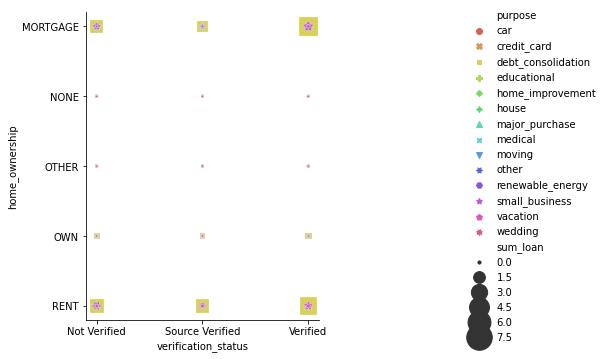 MORTGAGE
NONE
OTHER
OWN
RENT
home_ownership
Not Verified Source Verified Verified
verification_status
purpose
car
credit_card
debt_consolidation
educational
home_improvement
house
major_purchase
medical
moving
other
renewable_energy
small_business
vacation
wedding
sum_loan
0.0
1.5
3.0
4.5
6.0
7.5